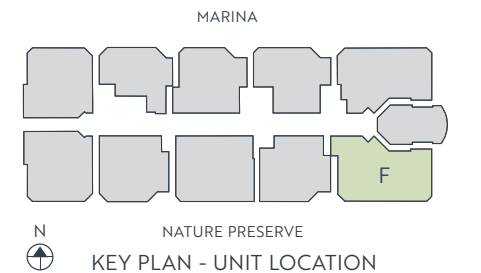 MARINA
F
N
NATURE PRESERVE
KEY PLAN - UNIT LOCATION